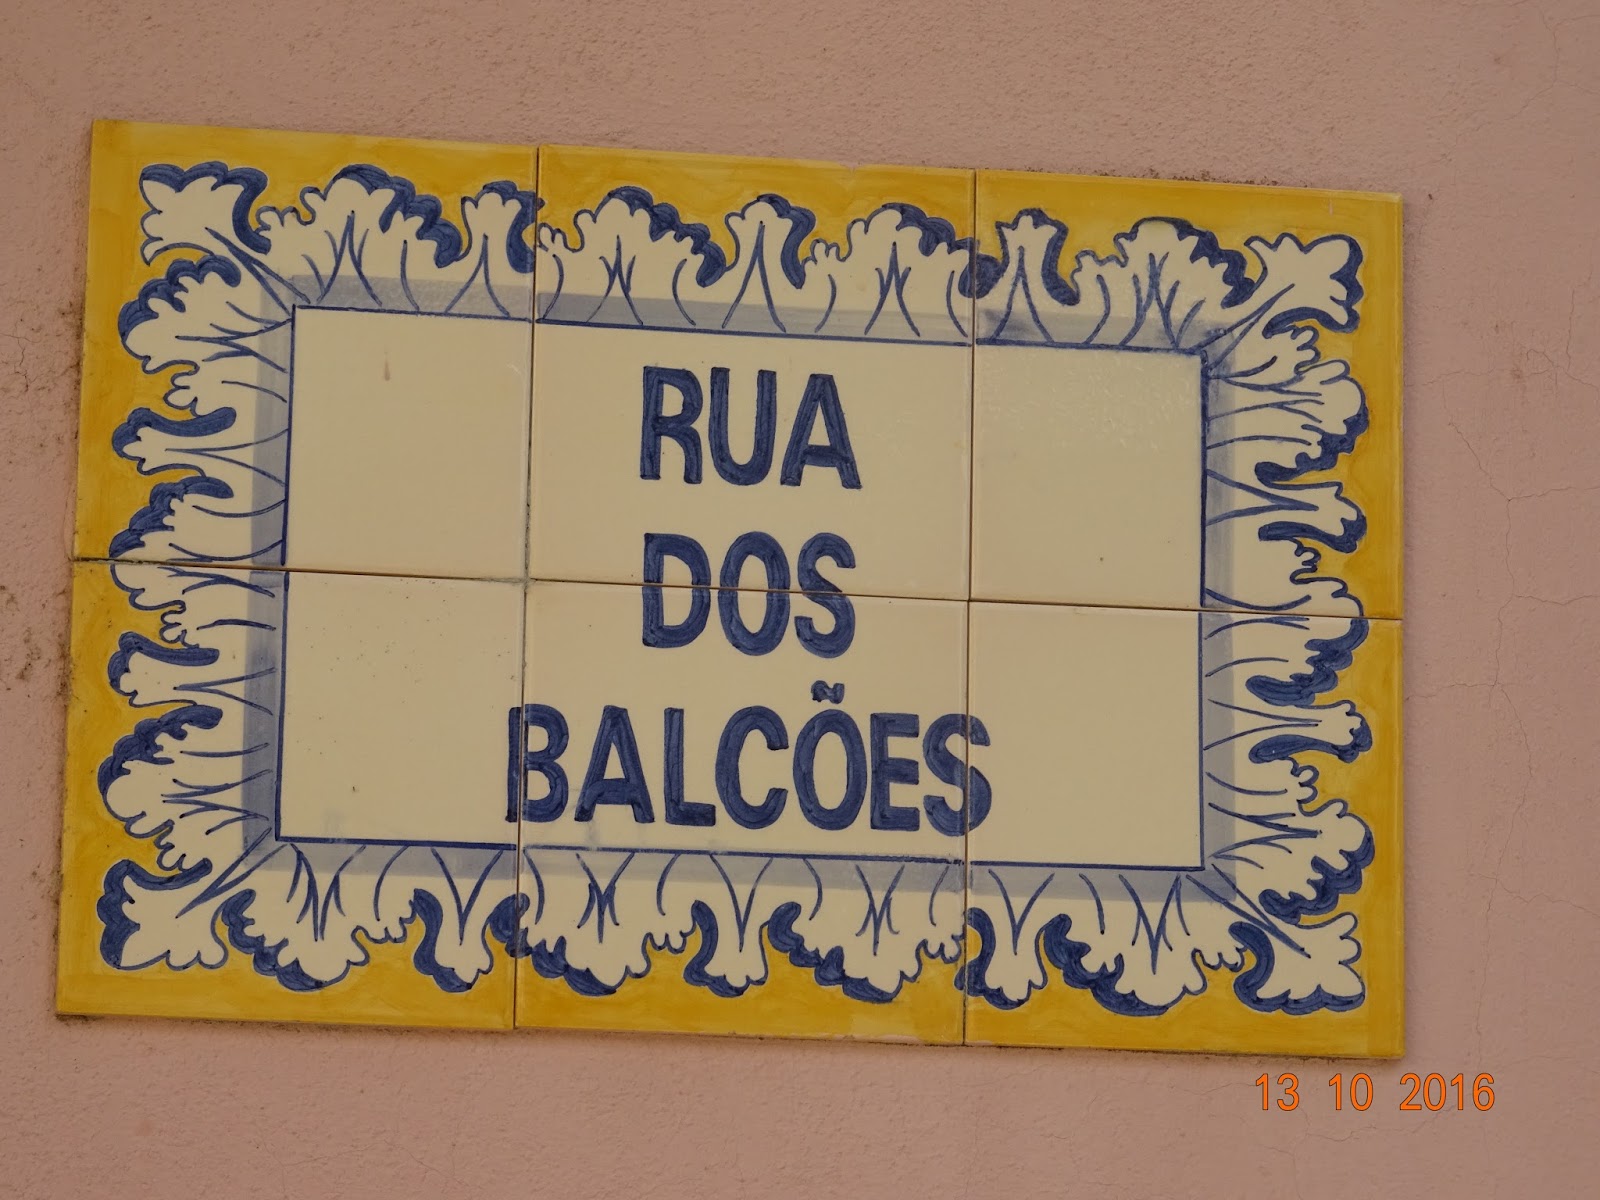 RUA
DOS
BALCÕES
13 10 2016